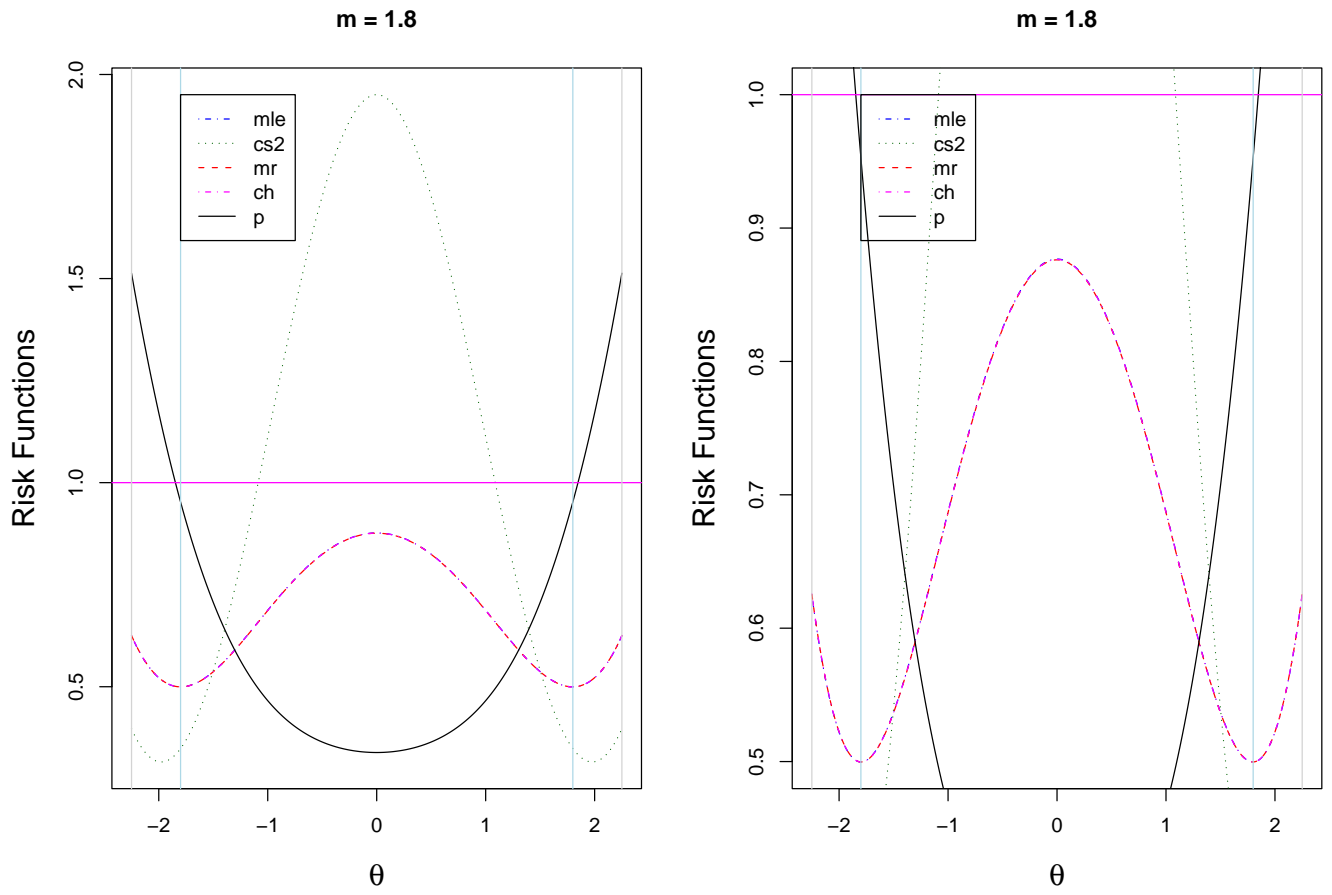 m = 1.8
Risk Functions
2.0
1.5
1.0
0.5
mle
cs2
mr
ch
p
−2
−1
0
1
2
θ
m = 1.8
Risk Functions
1.0
0.9
0.8
0.7
0.6
0.5
mle
cs2
mr
ch
p
−2
−1
0
1
2
θ